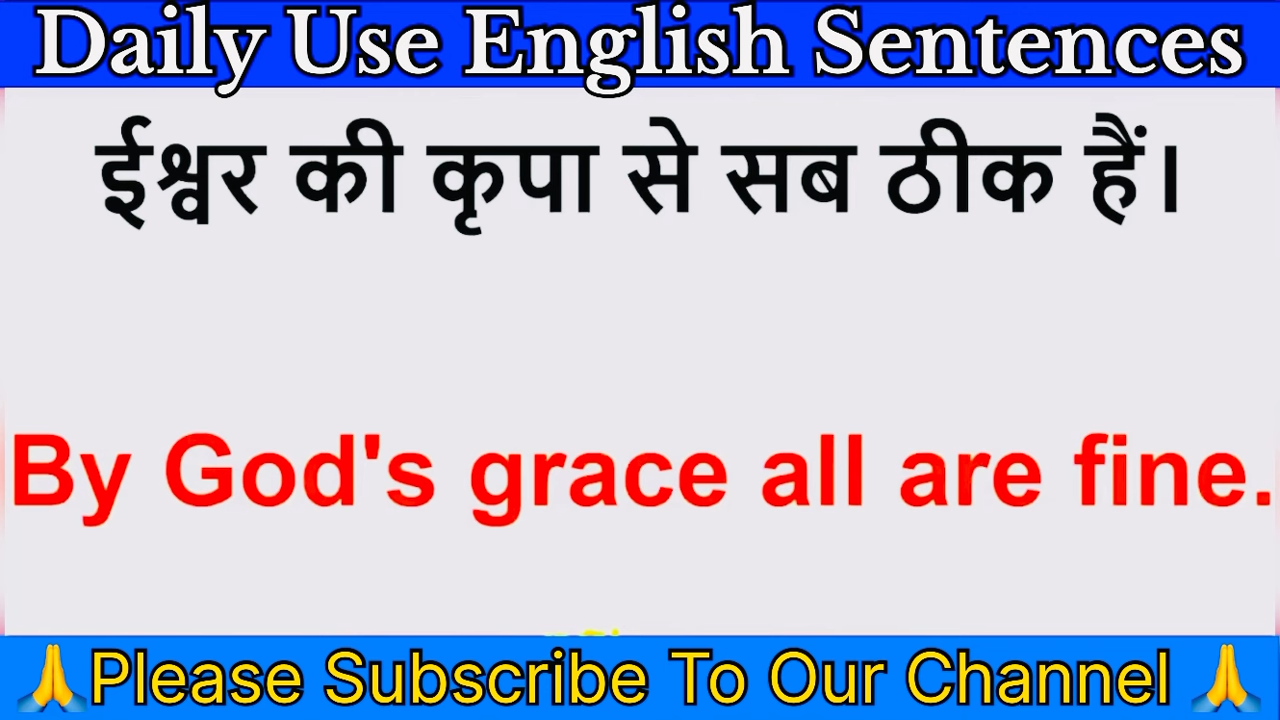 Daily Use English Sentences
ईश्वर की कृपा से सब ठीक हैं।
By God's grace all are fine.
🙏Please Subscribe To Our Channel 🙏